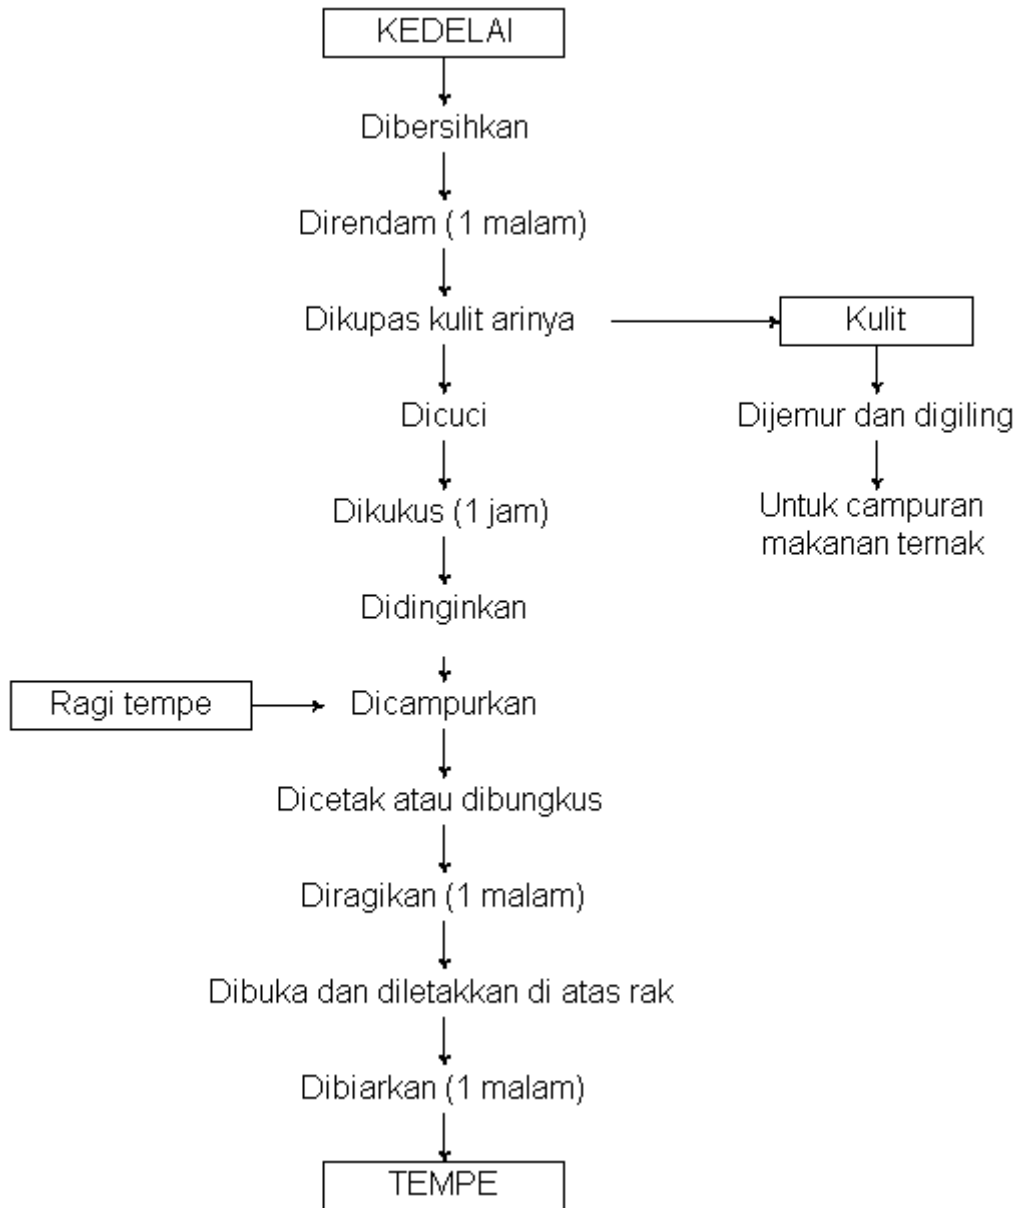 KEDELAI
Dibersihkan
Direndam (1 malam)
Dikupas kulit arinya
Kulit
Dicuci
Dijemur dan digiling
Dikukus (1 jam)
Untuk campuran
makanan ternak
Didinginkan
Ragi tempe
Dicampurkan
Dicetak atau dibungkus
Diragikan (1 malam)
Dibuka dan diletakkan di atas rak
Dibiarkan (1 malam)
TEMPE